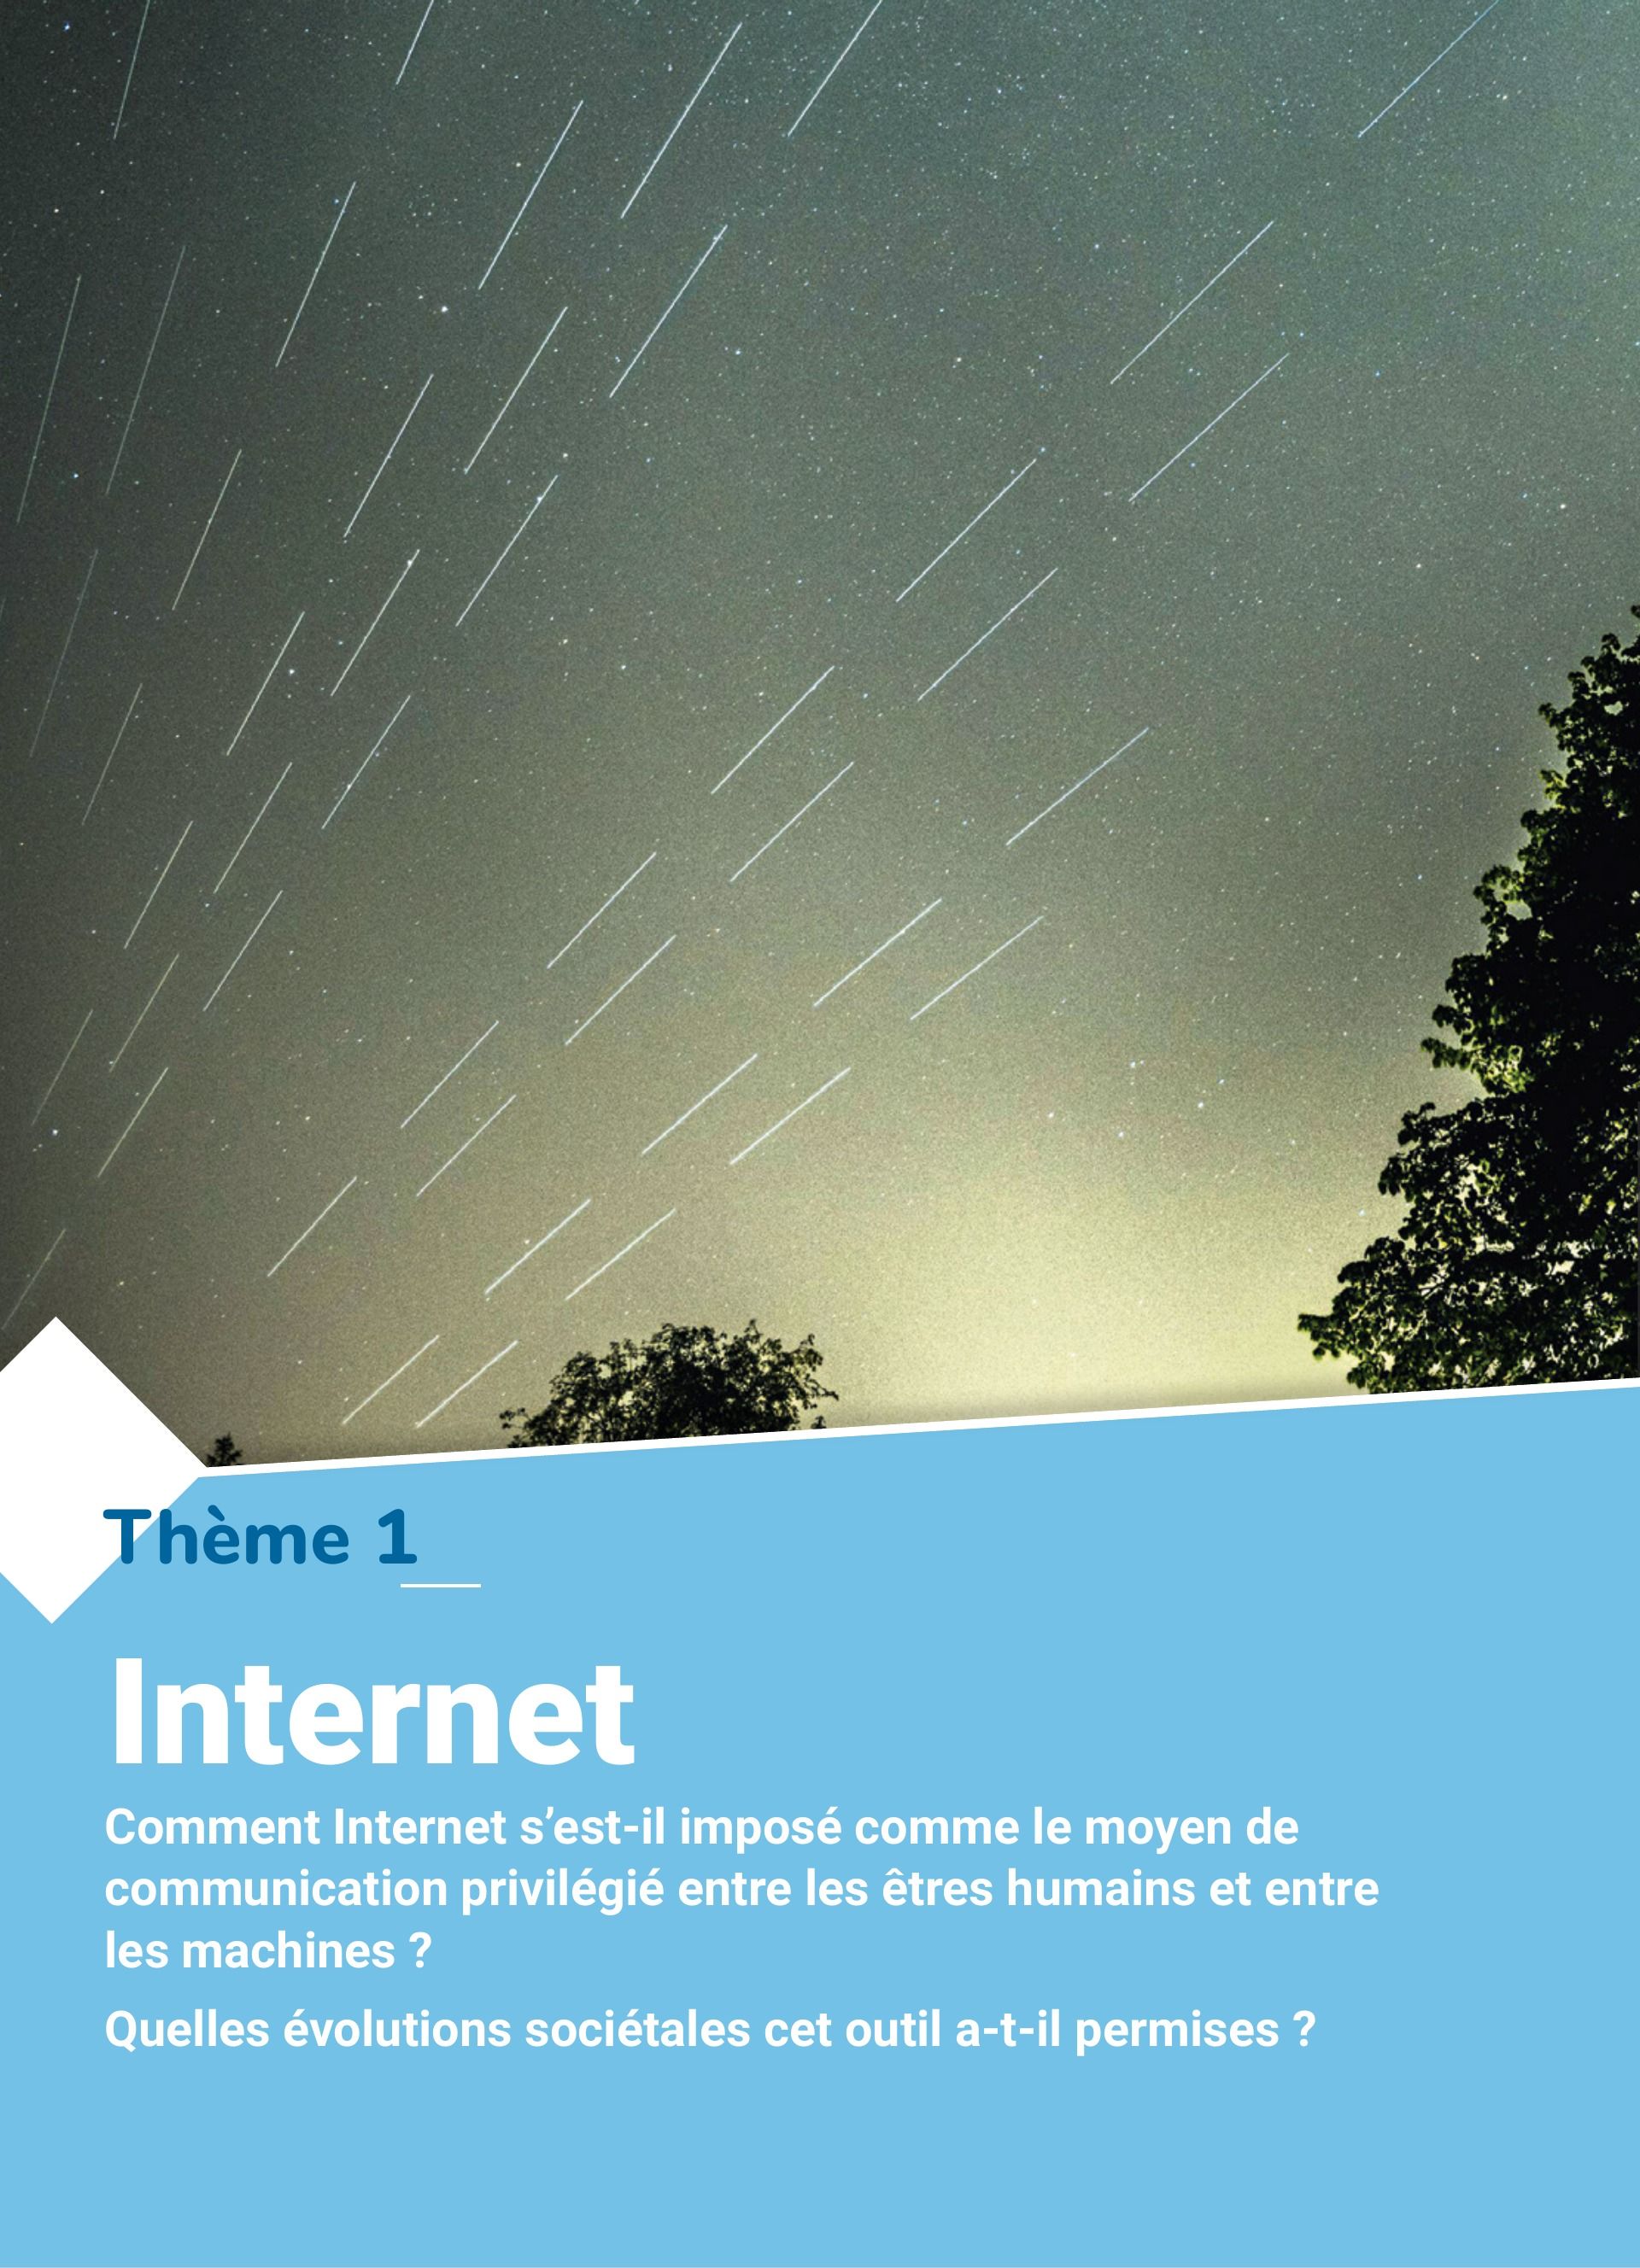 Thème 1
Internet
Comment Internet s’est-il imposé comme le moyen de
communication privilégié entre les êtres humains et entre
les machines ?
Quelles évolutions sociétales cet outil a-t-il permises ?